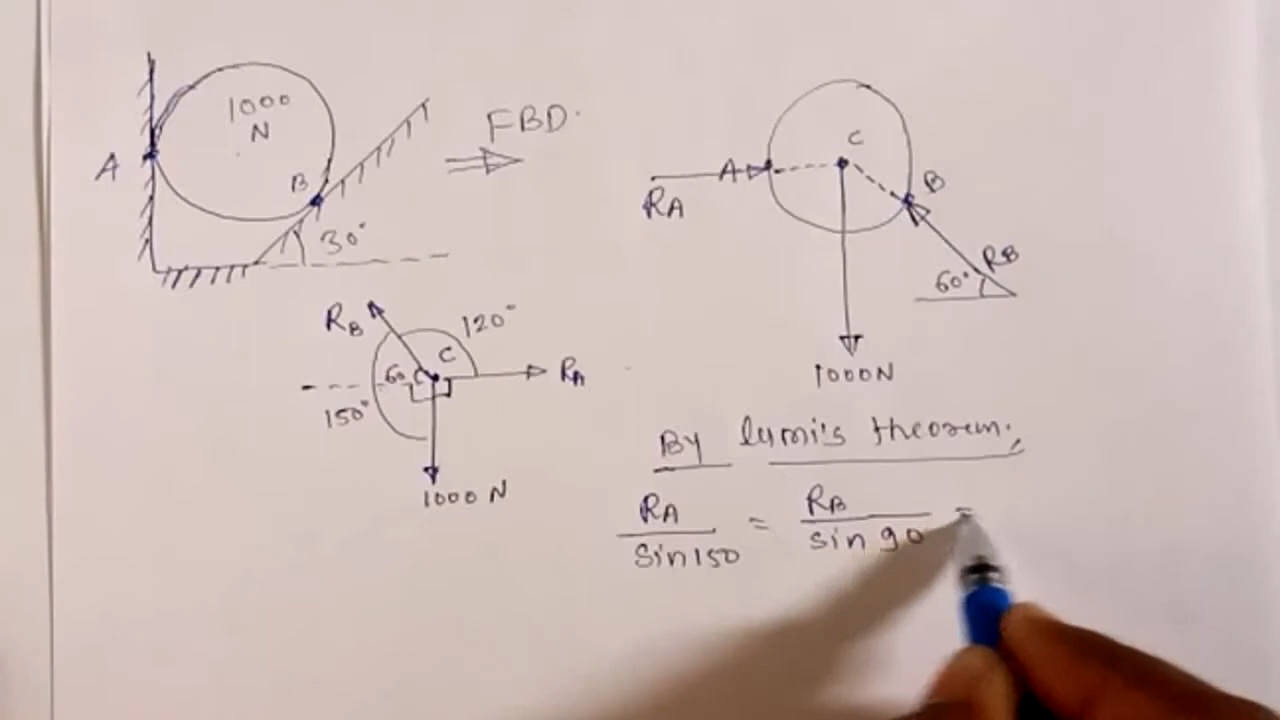 1000
N
A
B
30°
FBD.
C
A
RA
B
RB
60°
1000N
RB
120°
C
60
RA
150°
1000 N
By lymi's theorem,
RA = RB =
Sin150 sin 90